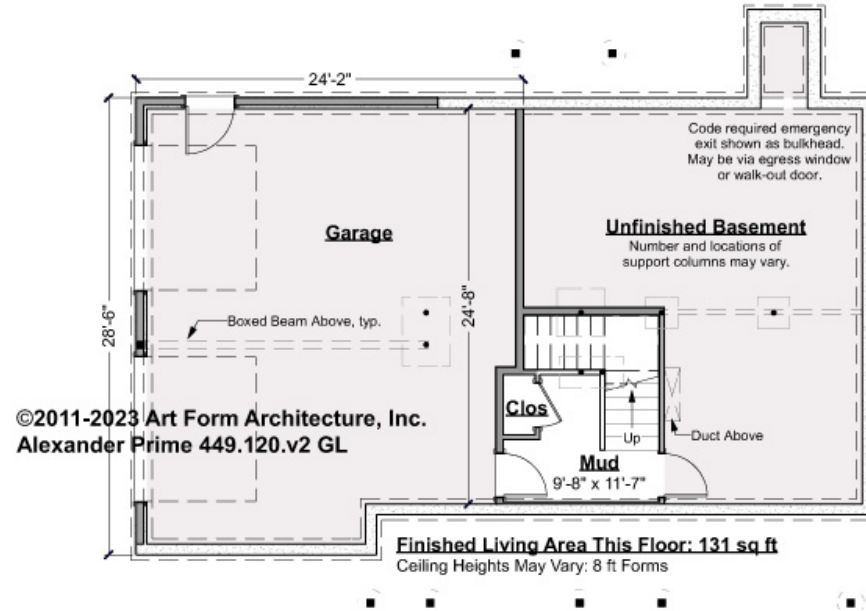 24'-2"
Code required emergency
exit shown as bulkhead.
May be via egress window
or walk-out door.
Garage
Unfinished Basement
Number and locations of
support columns may vary.
28'-6"
24'-8"
Boxed Beam Above, typ.
©2011-2023 Art Form Architecture, Inc.
Alexander Prime 449.120.v2 GL
Clos
Up
Duct Above
Mud
9'-8" x 11'-7"
Finished Living Area This Floor: 131 sq ft
Ceiling Heights May Vary: 8 ft Forms